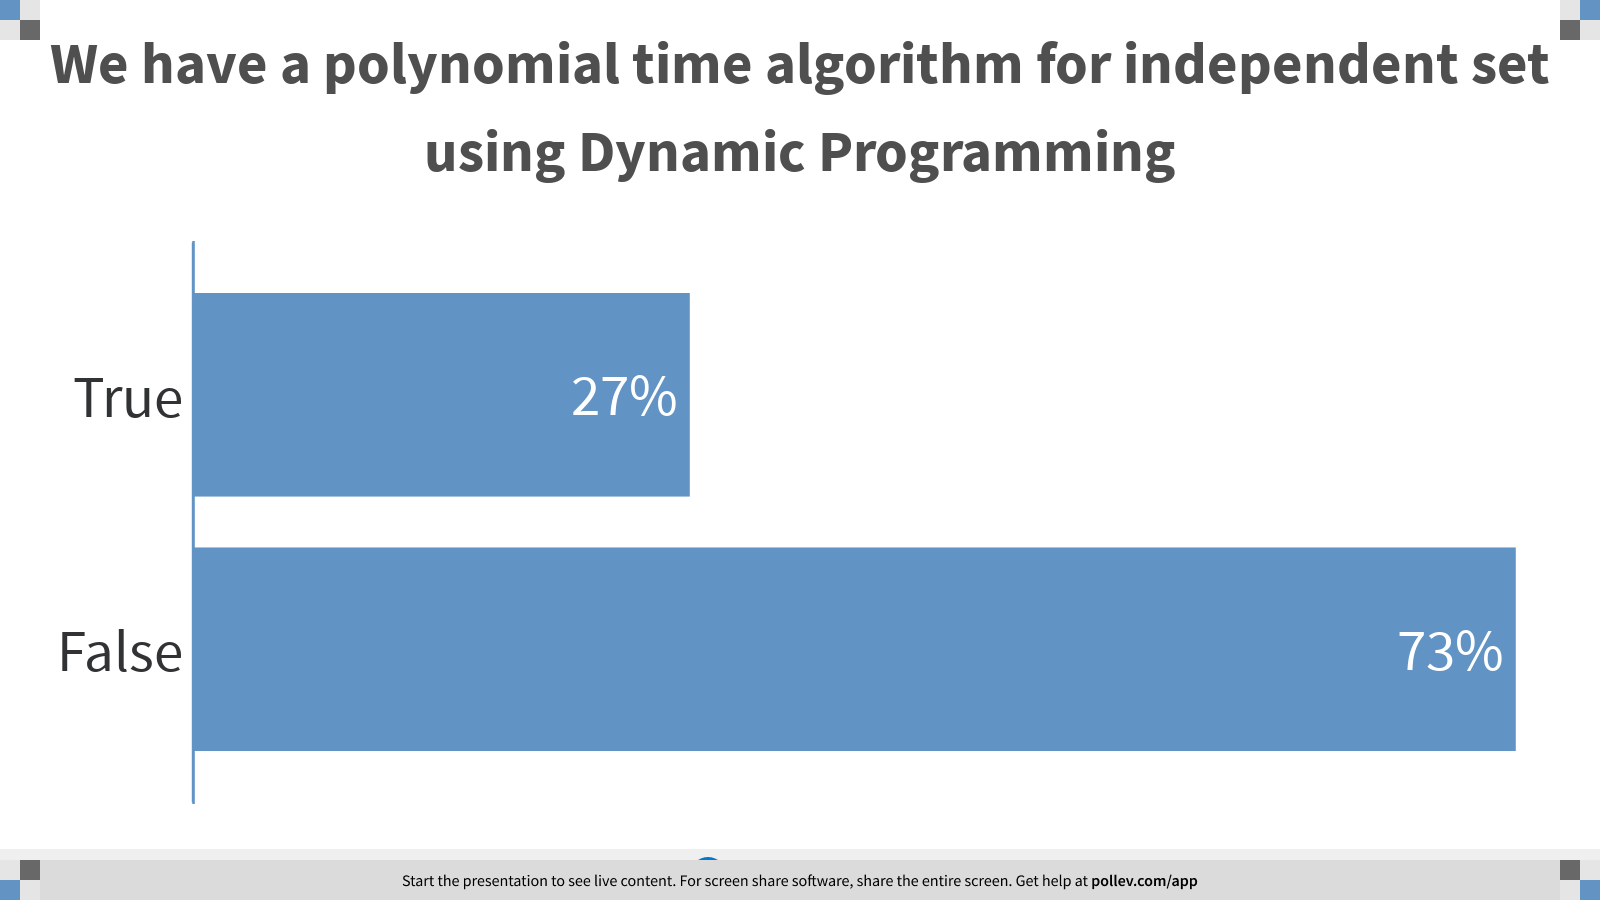 We have a polynomial time algorithm for independent set
using Dynamic Programming
True
27%
False
73%
Start the presentation to see live content. For screen share software, share the entire screen. Get help at pollev.com/app